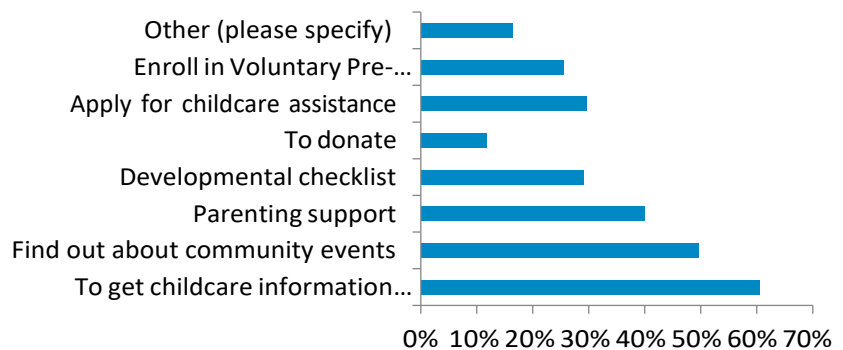 Other (please specify)
Enroll in Voluntary Pre-...
Apply for childcare assistance
To donate
Developmental checklist
Parenting support
Find out about community events
To get childcare information...
0% 10% 20% 30% 40% 50% 60% 70%